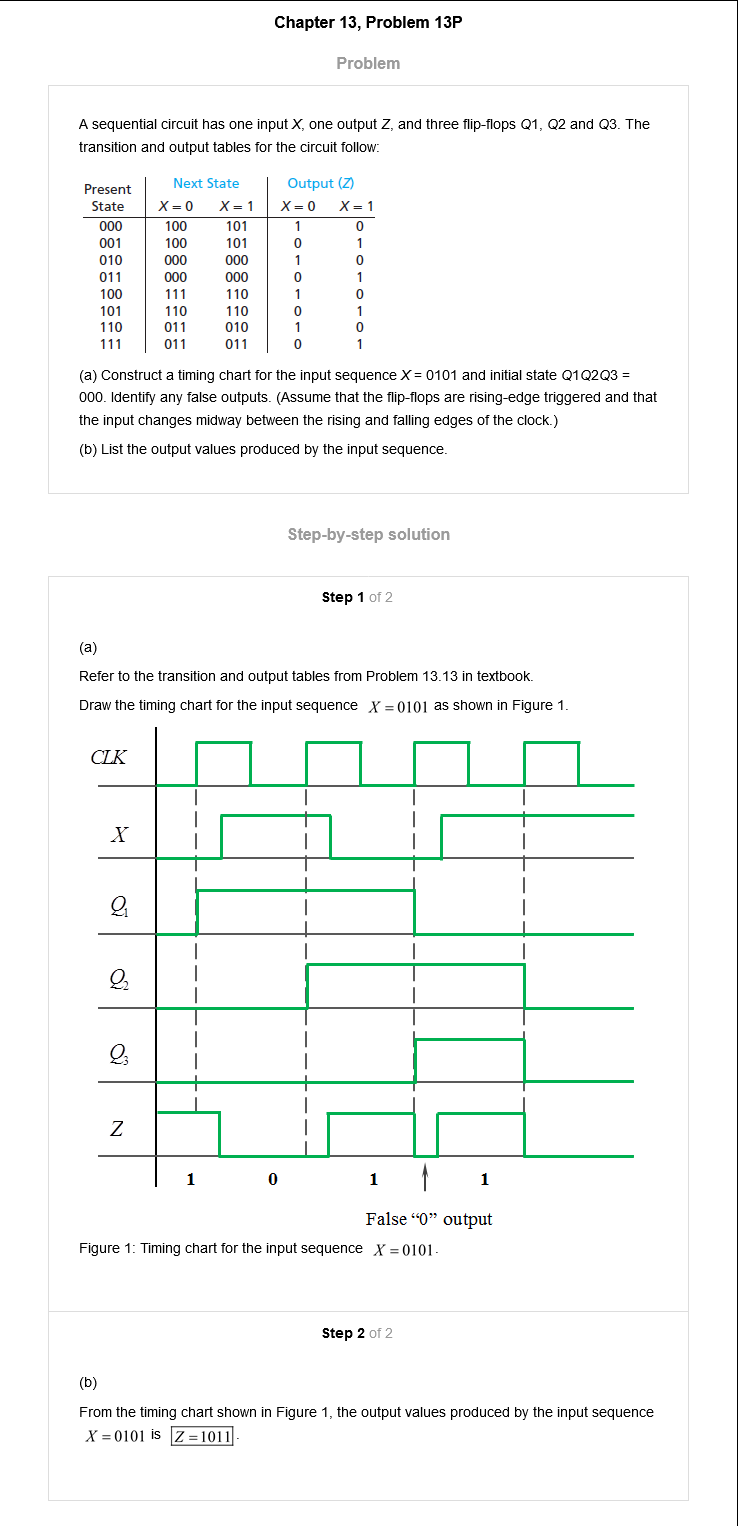 Chapter 13, Problem 13P
Problem
A sequential circuit has one input X, one output Z, and three flip-flops Q1, Q2 and Q3. The
transition and output tables for the circuit follow:
Present Next State Output (Z)
State X = 0 X = 1 X = 0 X = 1
000 100 101 1 0
001 100 101 0 1
010 000 000 1 0
011 000 000 0 1
100 111 110 1 0
101 110 110 0 1
110 011 010 1 0
111 011 011 0 1
(a) Construct a timing chart for the input sequence X = 0101 and initial state Q1Q2Q3 =
000. Identify any false outputs. (Assume that the flip-flops are rising-edge triggered and that
the input changes midway between the rising and falling edges of the clock.)
(b) List the output values produced by the input sequence.
Step-by-step solution
Step 1 of 2
(a)
Refer to the transition and output tables from Problem 13.13 in textbook.
Draw the timing chart for the input sequence X = 0101 as shown in Figure 1.
CLK
X
Q1
Q2
Q3
Z
1 0 1 1
False “0” output
Figure 1: Timing chart for the input sequence X = 0101.
Step 2 of 2
(b)
From the timing chart shown in Figure 1, the output values produced by the input sequence
X = 0101 is Z = 1011.